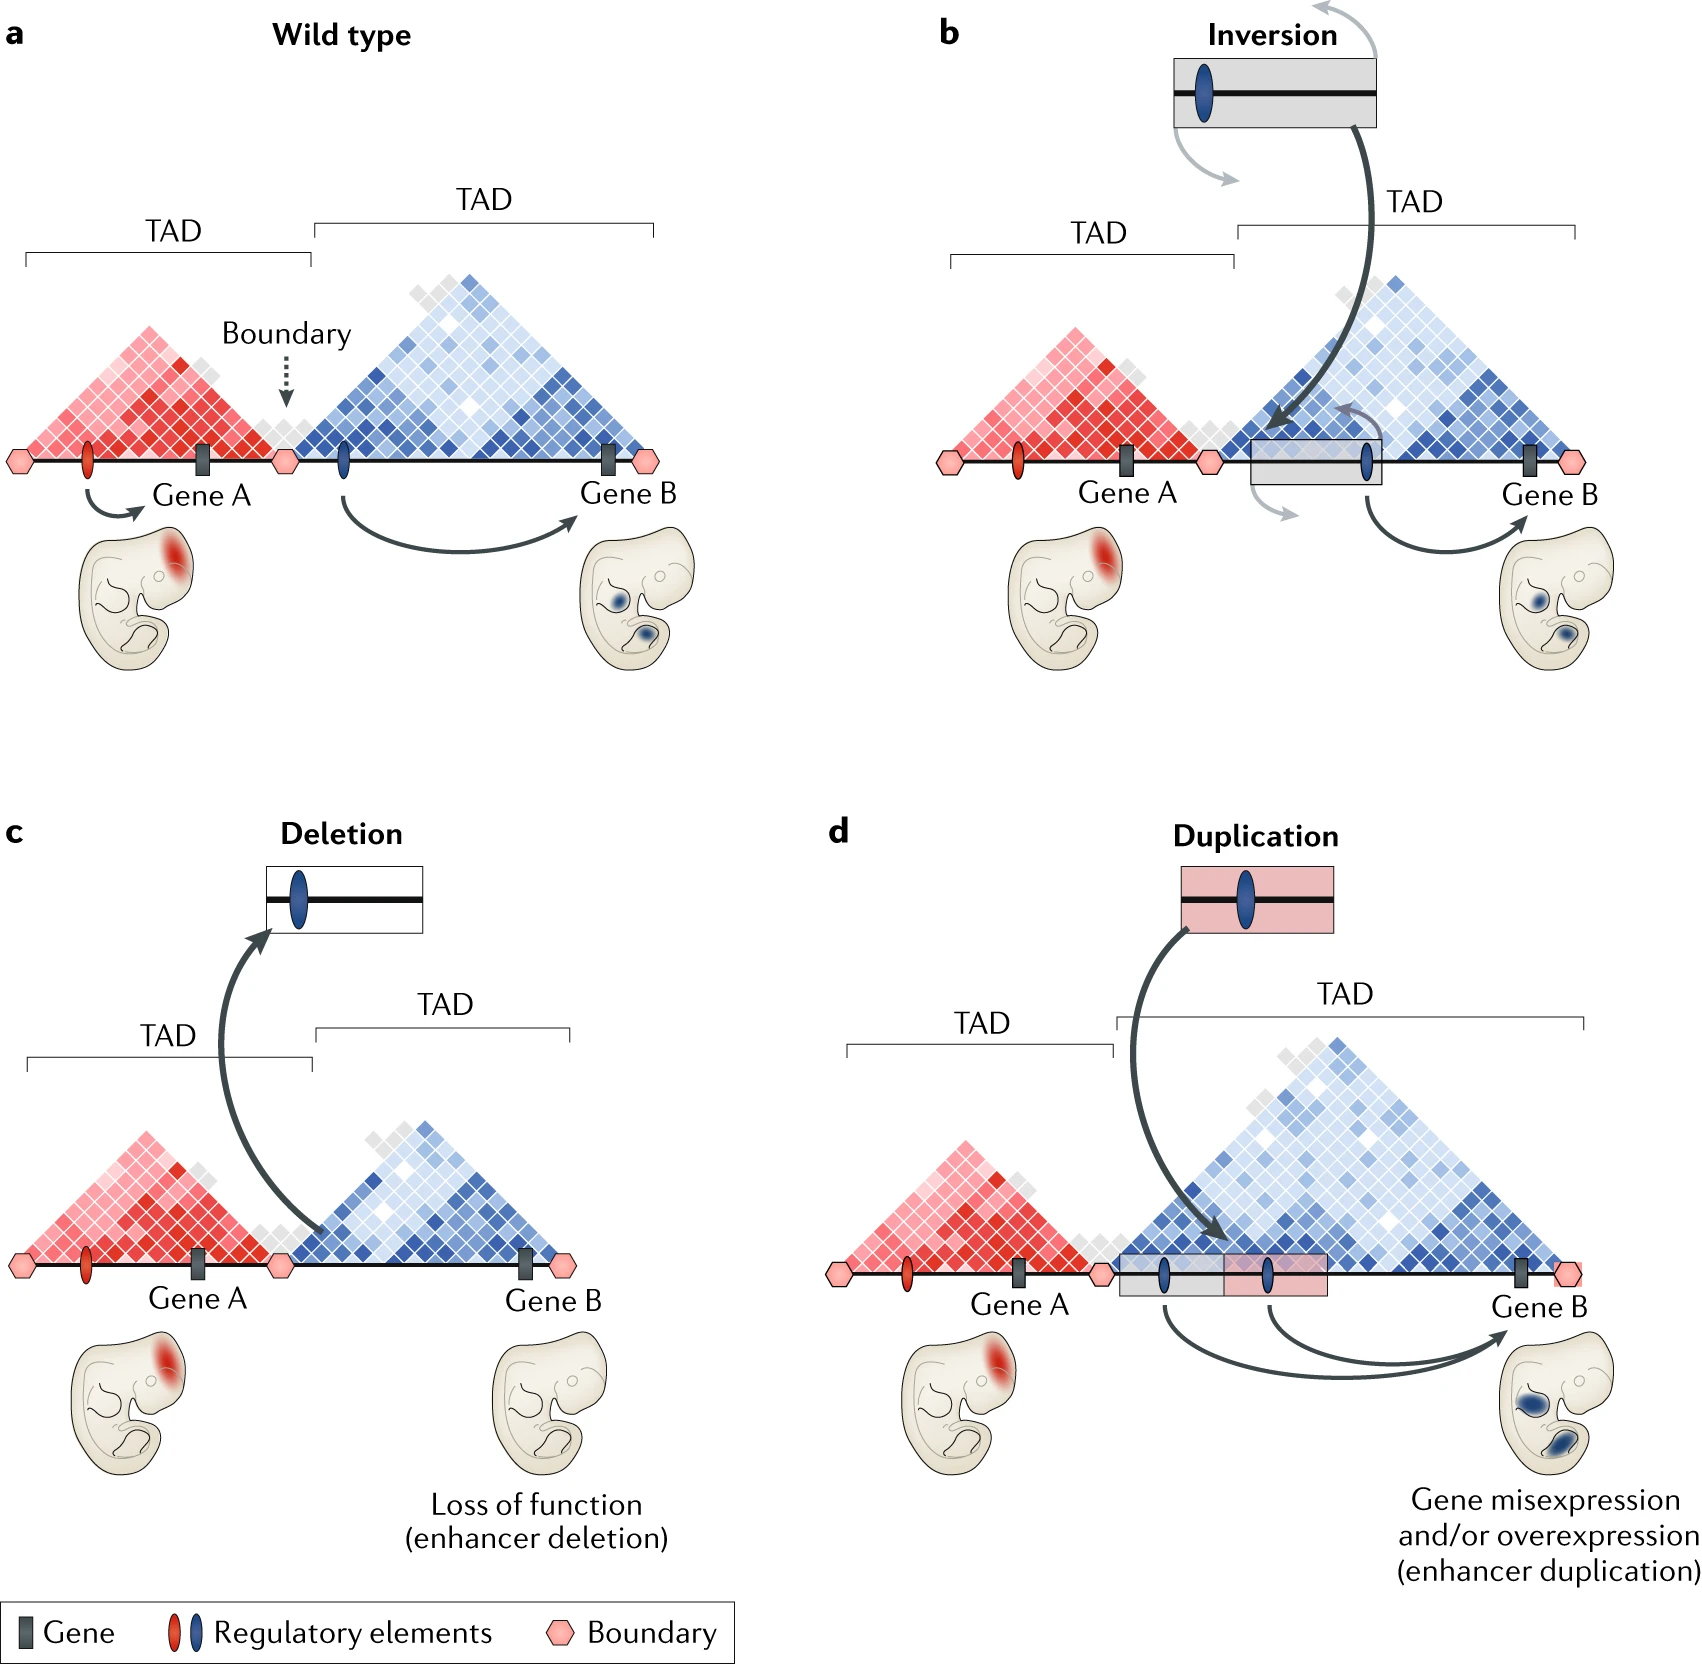 a
Wild type
TAD
TAD
Boundary
Gene A
Gene B
b
Inversion
TAD
TAD
Gene A
Gene B
c
Deletion
TAD
TAD
Gene A
Gene B
Loss of function
(enhancer deletion)
d
Duplication
TAD
TAD
Gene A
Gene B
Gene misexpression
and/or overexpression
(enhancer duplication)
Gene
Regulatory elements
Boundary